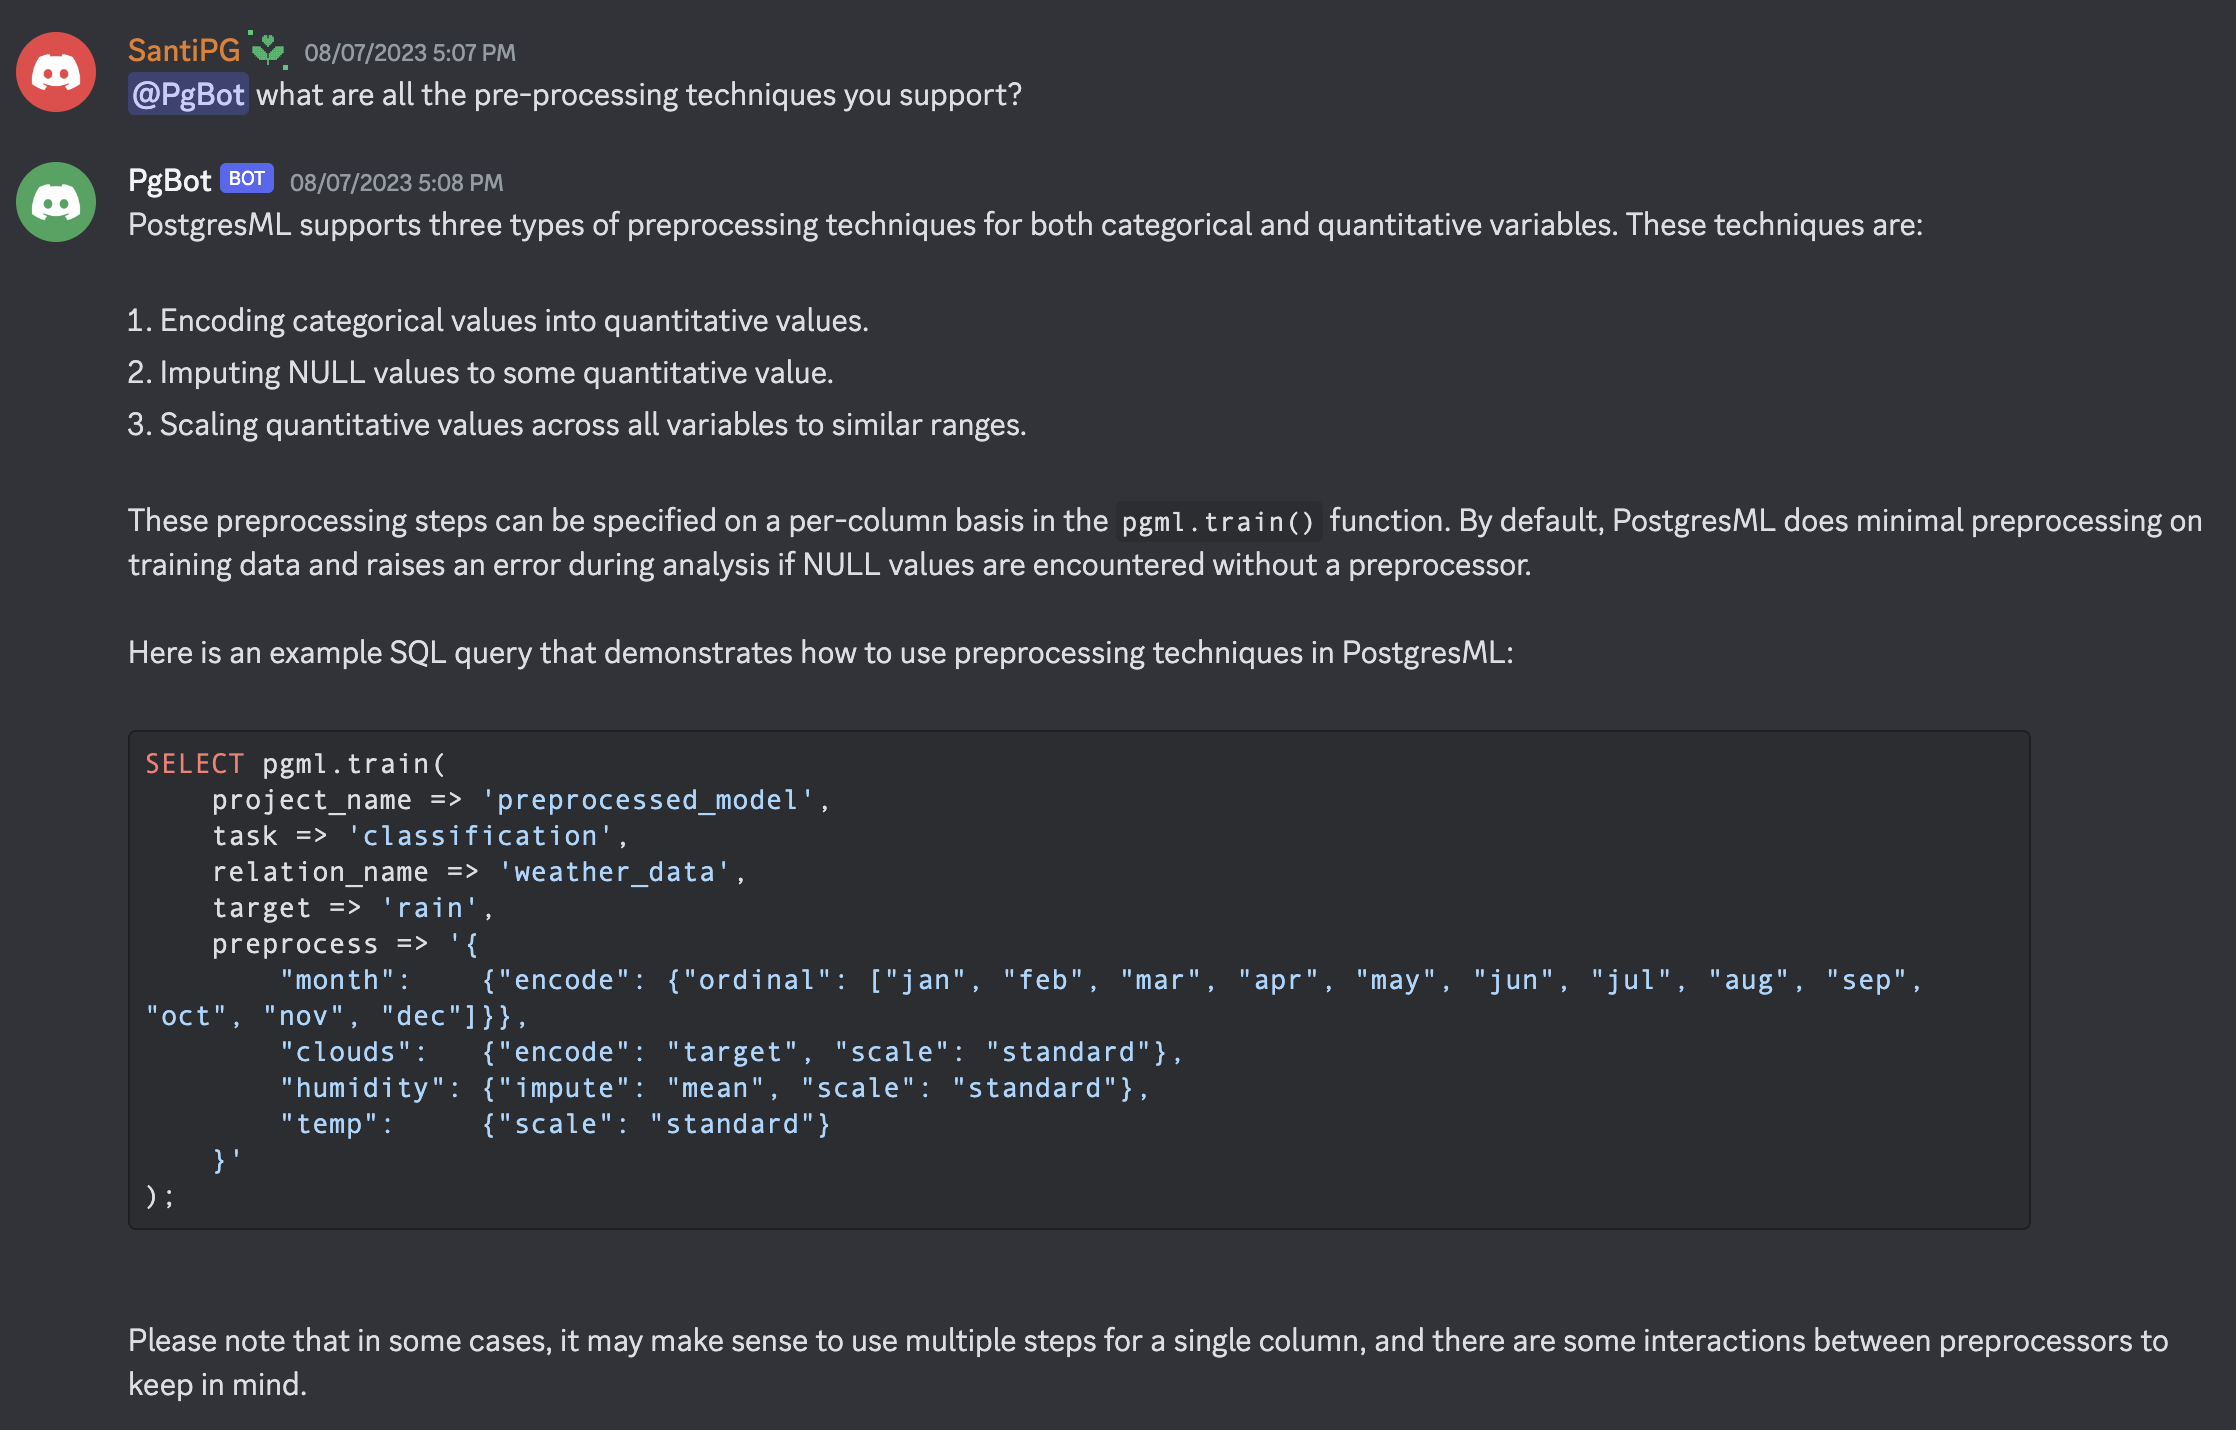 SantiPG 08/07/2023 5:07 PM
@PgBot what are all the pre-processing techniques you support?
PgBot BOT 08/07/2023 5:08 PM
PostgresML supports three types of preprocessing techniques for both categorical and quantitative variables. These techniques are:
1. Encoding categorical values into quantitative values.
2. Imputing NULL values to some quantitative value.
3. Scaling quantitative values across all variables to similar ranges.
These preprocessing steps can be specified on a per-column basis in the pgml.train() function. By default, PostgresML does minimal preprocessing on
training data and raises an error during analysis if NULL values are encountered without a preprocessor.
Here is an example SQL query that demonstrates how to use preprocessing techniques in PostgresML:
SELECT pgml.train(
    project_name => 'preprocessed_model',
    task => 'classification',
    relation_name => 'weather_data',
    target => 'rain',
    preprocess => '{
        "month":    {"encode": {"ordinal": ["jan", "feb", "mar", "apr", "may", "jun", "jul", "aug", "sep",
"oct", "nov", "dec"]}},
        "clouds":   {"encode": "target", "scale": "standard"},
        "humidity": {"impute": "mean", "scale": "standard"},
        "temp":     {"scale": "standard"}
    }'
);
Please note that in some cases, it may make sense to use multiple steps for a single column, and there are some interactions between preprocessors to
keep in mind.